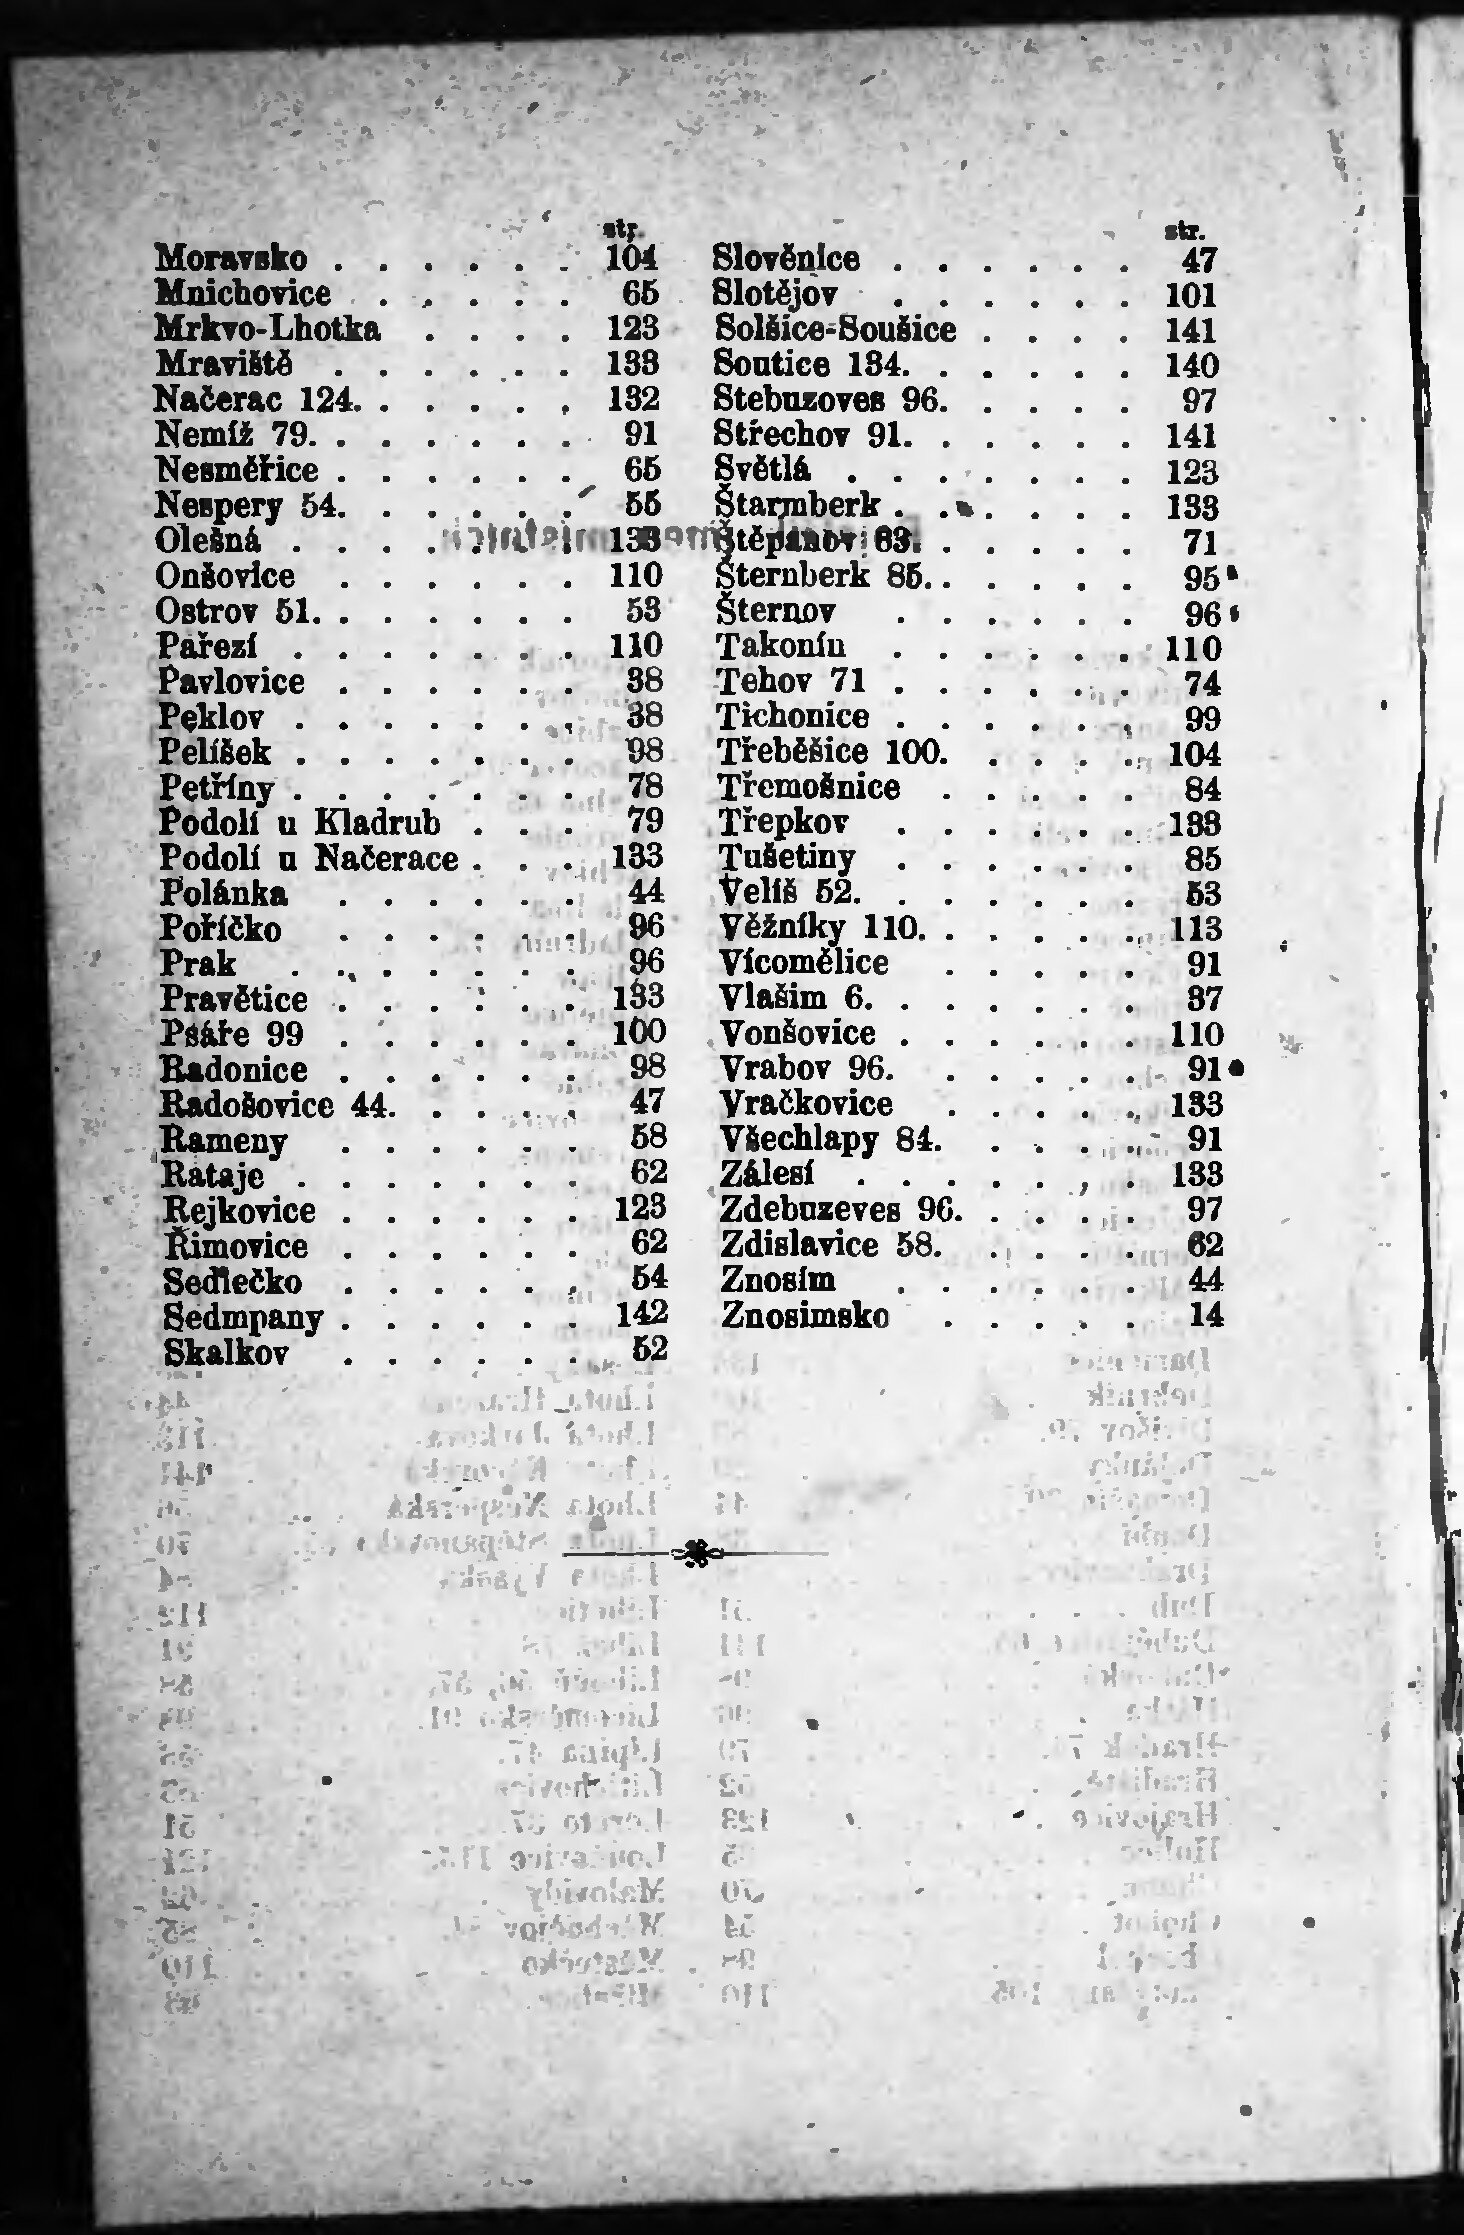 str.
Moravsko . . . . . . 104
Mnichovice . . . . . 65
Mrkvo-Lhotka . . . . 123
Mraviště . . . . . . 133
Načerac 124. . . . . . 132
Nemíž 79. . . . . . . 91
Nesměřice . . . . . . 65
Nespery 54. . . . . . 55
Olešná . . . . . . . 133
Onšovice . . . . . . 110
Ostrov 51. . . . . . . 53
Pařezí . . . . . . . 110
Pavlovice . . . . . . 38
Peklov . . . . . . . 38
Pelíšek . . . . . . . 98
Petříny . . . . . . . 78
Podolí u Kladrub . . . 79
Podolí u Načerace . . . 133
Polánka . . . . . . 44
Poříčko . . . . . . 96
Prak . . . . . . . 96
Pravětice . . . . . . 133
Psáře 99 . . . . . . 100
Radonice . . . . . . 98
Radošovice 44. . . . . 47
Rameny . . . . . . 58
Rataje . . . . . . . 62
Rejkovice . . . . . . 123
Římovice . . . . . . 62
Sedlečko . . . . . . 54
Sedmpany . . . . . . 142
Skalkov . . . . . . 52
str.
Slověnice . . . . . . 47
Slotějov . . . . . . 101
Solšice-Soušice . . . . 141
Soutice 134. . . . . . 140
Stebuzoves 96. . . . . 97
Střechov 91. . . . . . 141
Světlá . . . . . . . 123
Štarmberk . . . . . . 133
Štěpánov 63. . . . . . 71
Šternberk 85. . . . . . 95
Šternov . . . . . . 96
Takonín . . . . . . 110
Tehov 71 . . . . . . 74
Tichonice . . . . . . 99
Třeběšice 100. . . . . 104
Třemošnice . . . . . 84
Třepkov . . . . . . 133
Tušetiny . . . . . . 85
Velíš 52. . . . . . . 53
Věžníky 110. . . . . . 113
Vícomělice . . . . . 91
Vlašim 6. . . . . . . 37
Vonšovice . . . . . . 110
Vrabov 96. . . . . . 91
Vračkovice . . . . . 133
Všechlapy 84. . . . . 91
Zálesí . . . . . . . 133
Zdebuzeves 96. . . . . 97
Zdislavice 58. . . . . 62
Znosím . . . . . . 44
Znosimsko . . . . . 14